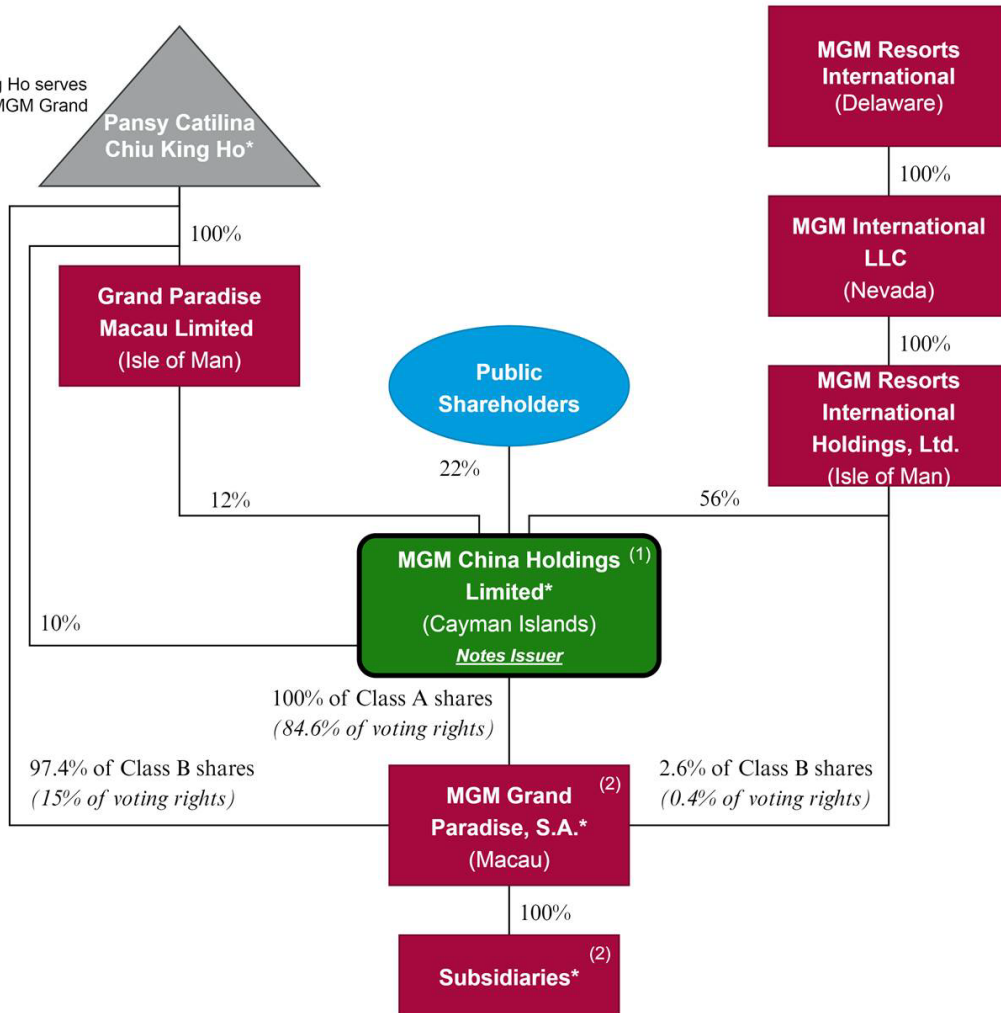 Ho serves
MGM Grand
Pansy Catilina
Chiu King Ho*
MGM Resorts
International
(Delaware)
100%
100%
MGM International
LLC
(Nevada)
Grand Paradise
Macau Limited
(Isle of Man)
100%
Public
Shareholders
MGM Resorts
International
Holdings, Ltd.
(Isle of Man)
22%
12%
56%
MGM China Holdings (1)
Limited*
(Cayman Islands)
Notes Issuer
10%
100% of Class A shares
(84.6% of voting rights)
97.4% of Class B shares
(15% of voting rights)
2.6% of Class B shares
(0.4% of voting rights)
MGM Grand (2)
Paradise, S.A.*
(Macau)
100%
Subsidiaries* (2)